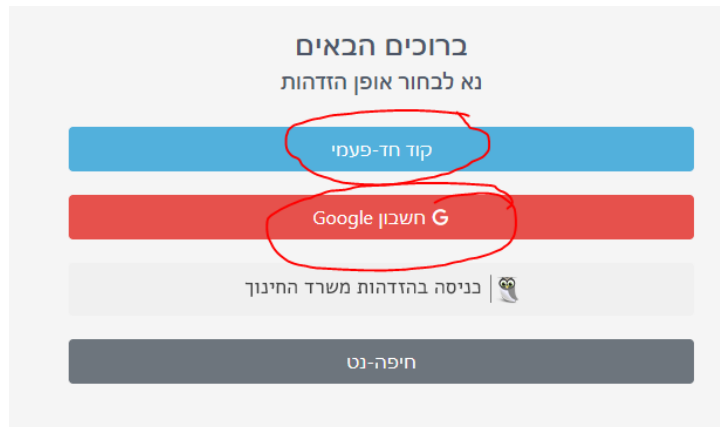 ברוכים הבאים
נא לבחור אופן הזדהות
קוד חד-פעמי
חשבון Google
כניסה בהזדהות משרד החינוך
חיפה-נט